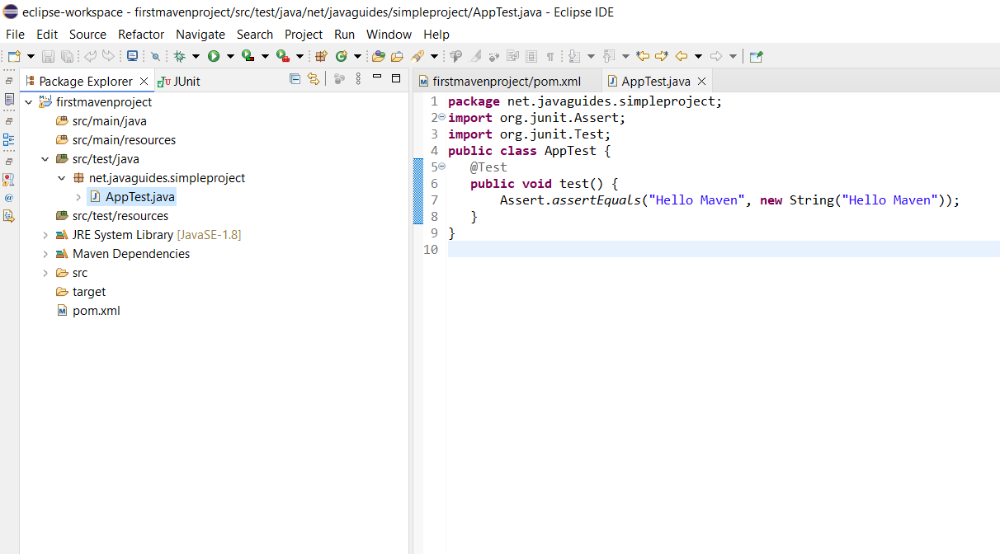 eclipse-workspace - firstmavenproject/src/test/java/net/javaguides/simpleproject/AppTest.java - Eclipse IDE
File Edit Source Refactor Navigate Search Project Run Window Help
Package Explorer JUnit
firstmavenproject
src/main/java
src/main/resources
src/test/java
net.javaguides.simpleproject
AppTest.java
src/test/resources
JRE System Library [JavaSE-1.8]
Maven Dependencies
src
target
pom.xml
firstmavenproject/pom.xml AppTest.java
1 package net.javaguides.simpleproject;
2 import org.junit.Assert;
3 import org.junit.Test;
4 public class AppTest {
5 @Test
6 public void test() {
7 Assert.assertEquals("Hello Maven", new String("Hello Maven"));
8 }
9 }
10